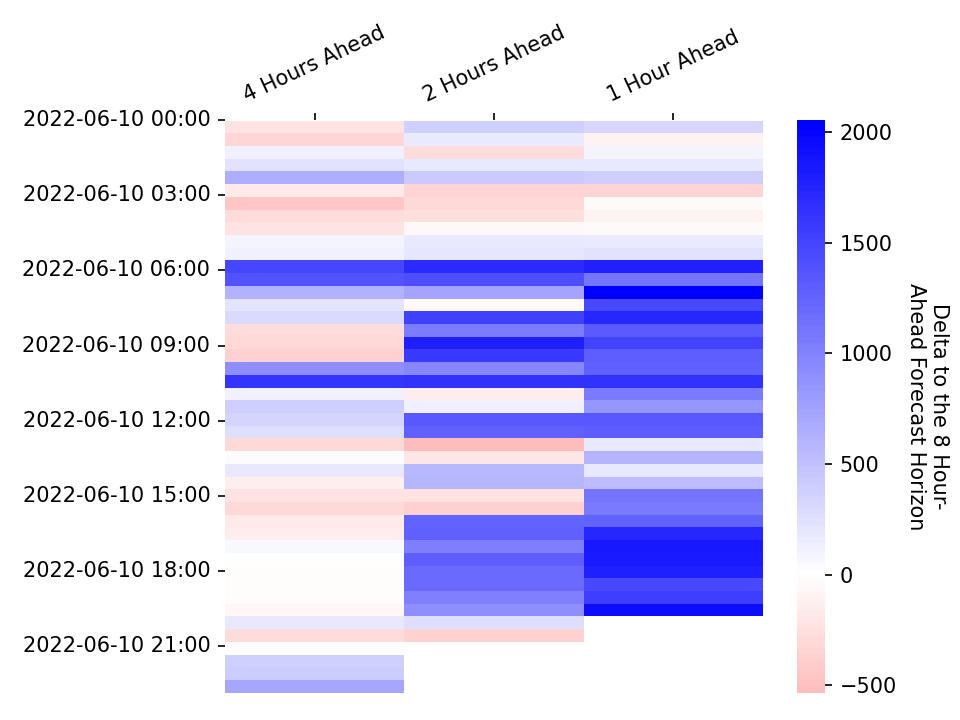 4 Hours Ahead
2 Hours Ahead
1 Hour Ahead
2022-06-10 00:00
2022-06-10 03:00
2022-06-10 06:00
2022-06-10 09:00
2022-06-10 12:00
2022-06-10 15:00
2022-06-10 18:00
2022-06-10 21:00
2000
1500
1000
500
0
−500
Delta to the 8 Hour-
Ahead Forecast Horizon